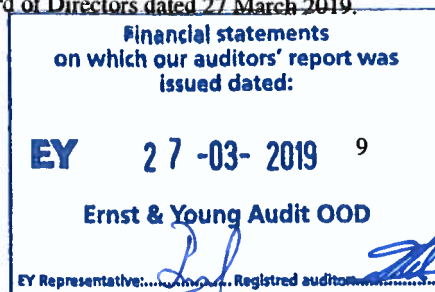 rd of Directors dated 27 March 2019.
Financial statements
on which our auditors' report was
issued dated:
EY 27 -03- 2019 9
Ernst & Young Audit OOD
EY Representative:............ Registred auditor...............